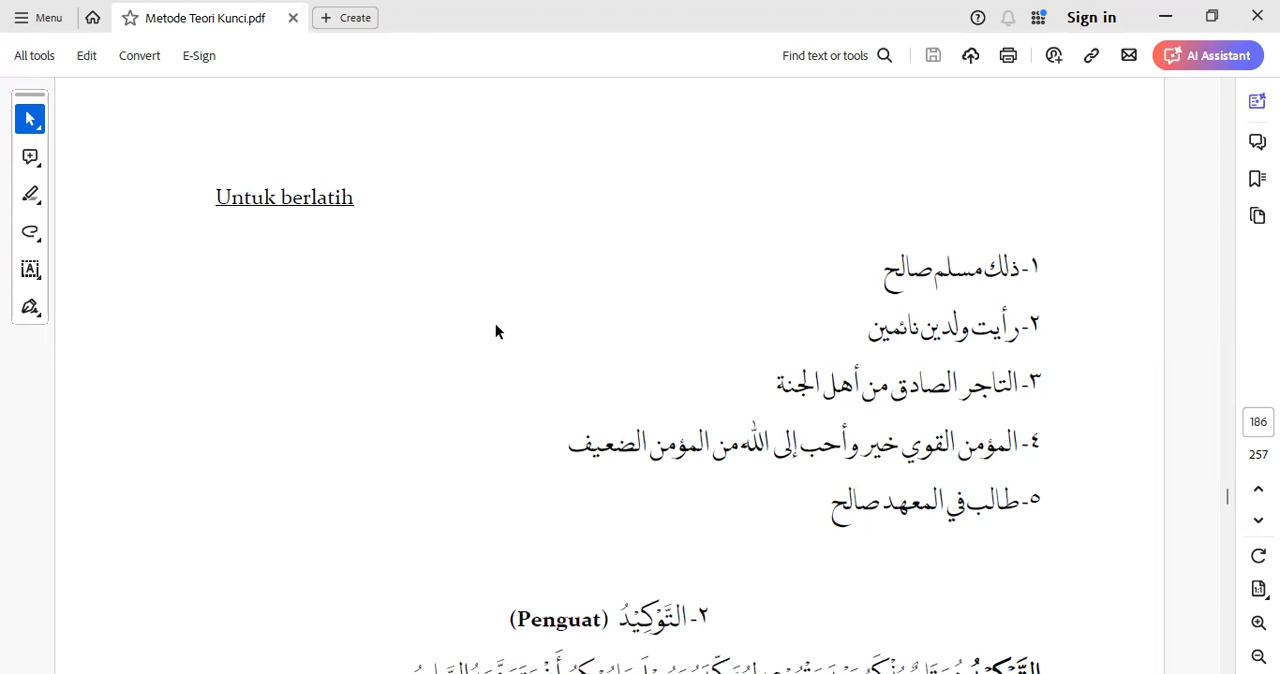 Menu
Metode Teori Kunci.pdf
Create
Sign in
All tools
Edit
Convert
E-Sign
Find text or tools
AI Assistant
Untuk berlatih
١- ذلك مسلم صالح
٢- رأيت ولدين نائمين
٣- التاجر الصادق من أهل الجنة
٤- المؤمن القوي خير وأحب إلى الله من المؤمن الضعيف
٥- طالب في المعهد صالح
186
257
٢- التَّوْكِيْدُ (Penguat)